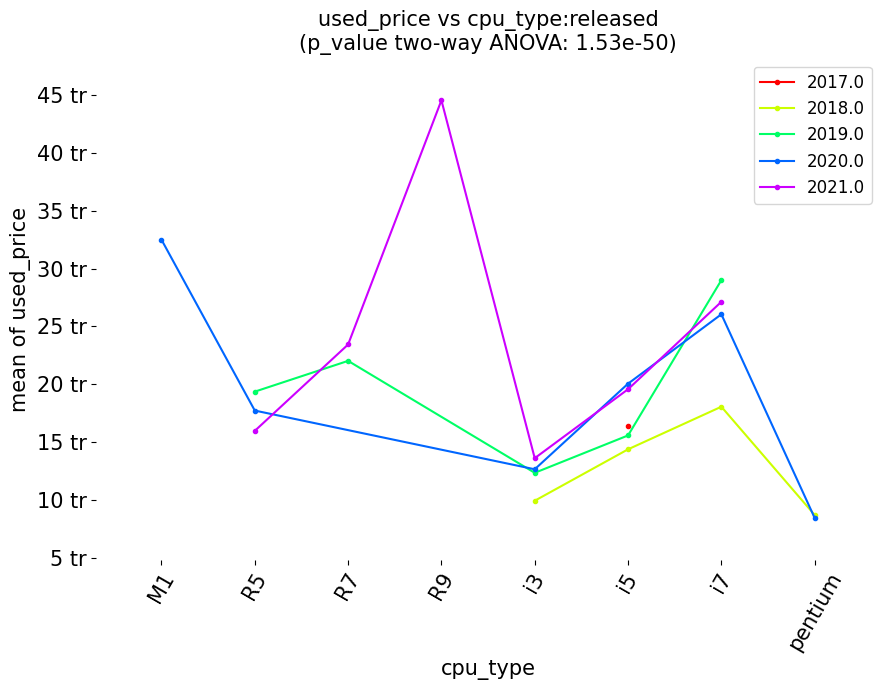 used_price vs cpu_type:released
(p_value two-way ANOVA: 1.53e-50)
2017.0
2018.0
2019.0
2020.0
2021.0
45 tr
40 tr
35 tr
30 tr
25 tr
20 tr
15 tr
10 tr
5 tr
mean of used_price
M1
R5
R7
R9
i3
i5
i7
pentium
cpu_type